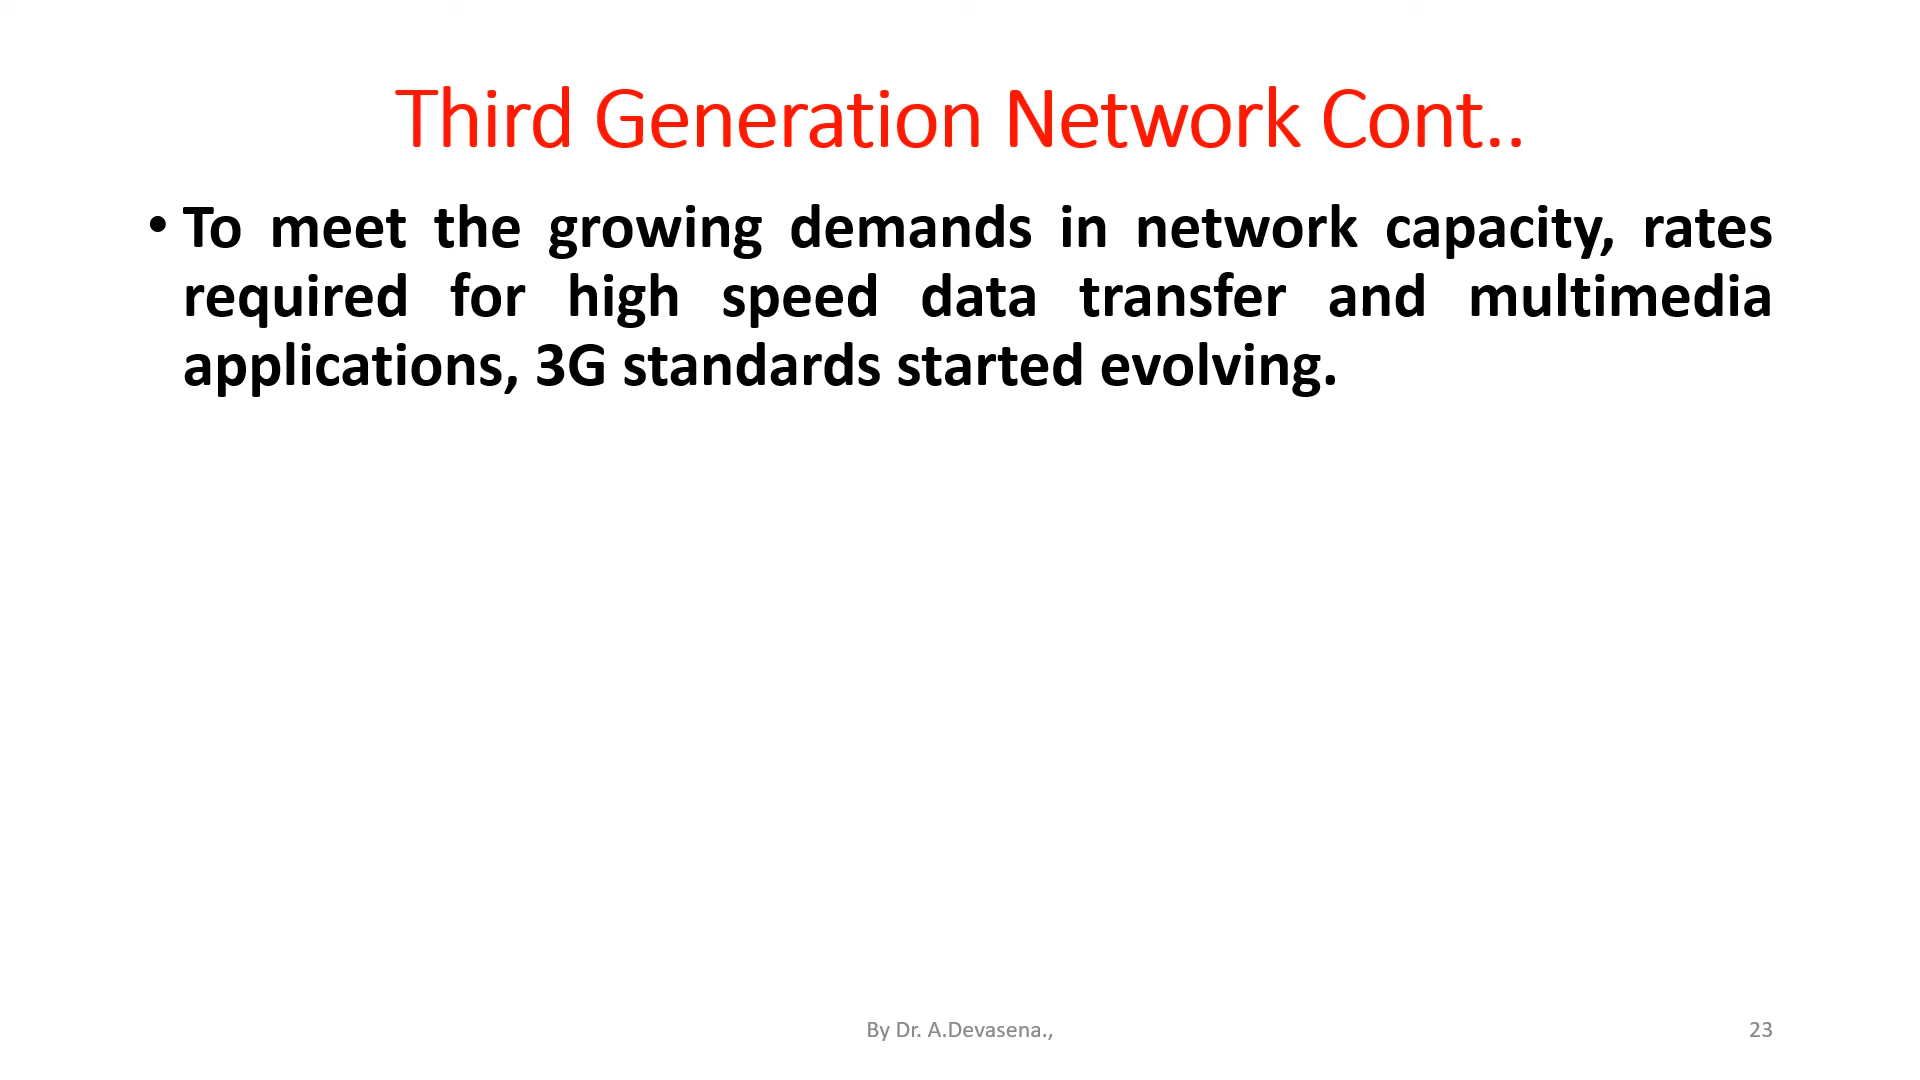 Third Generation Network Cont..
• To meet the growing demands in network capacity, rates
required for high speed data transfer and multimedia
applications, 3G standards started evolving.
By Dr. A.Devasena.,
23